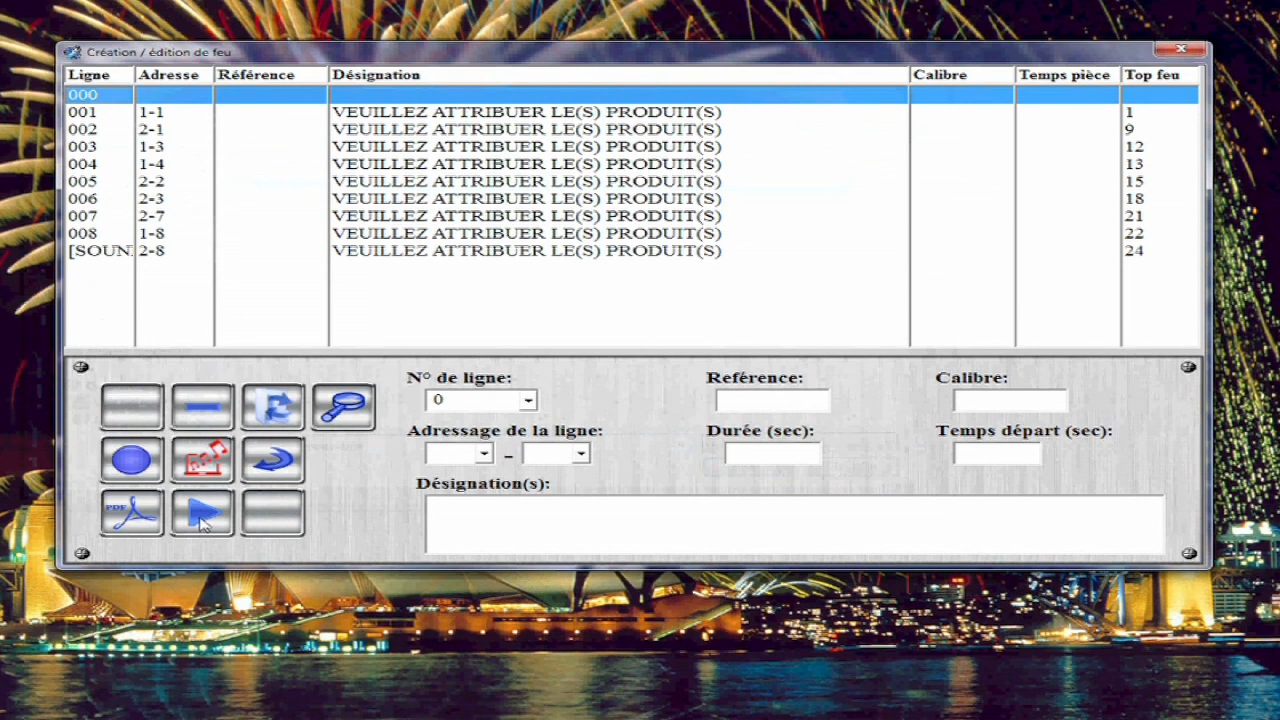 Création / édition de feu
Ligne Adresse Référence Désignation Calibre Temps pièce Top feu
000
001 1-1 VEUILLEZ ATTRIBUER LE(S) PRODUIT(S) 1
002 2-1 VEUILLEZ ATTRIBUER LE(S) PRODUIT(S) 9
003 1-3 VEUILLEZ ATTRIBUER LE(S) PRODUIT(S) 12
004 1-4 VEUILLEZ ATTRIBUER LE(S) PRODUIT(S) 13
005 2-2 VEUILLEZ ATTRIBUER LE(S) PRODUIT(S) 15
006 2-3 VEUILLEZ ATTRIBUER LE(S) PRODUIT(S) 18
007 2-7 VEUILLEZ ATTRIBUER LE(S) PRODUIT(S) 21
008 1-8 VEUILLEZ ATTRIBUER LE(S) PRODUIT(S) 22
[SOUN 2-8 VEUILLEZ ATTRIBUER LE(S) PRODUIT(S) 24
N° de ligne: Reférence: Calibre:
0
Adressage de la ligne: Durée (sec): Temps départ (sec):
-
Désignation(s):
PDF